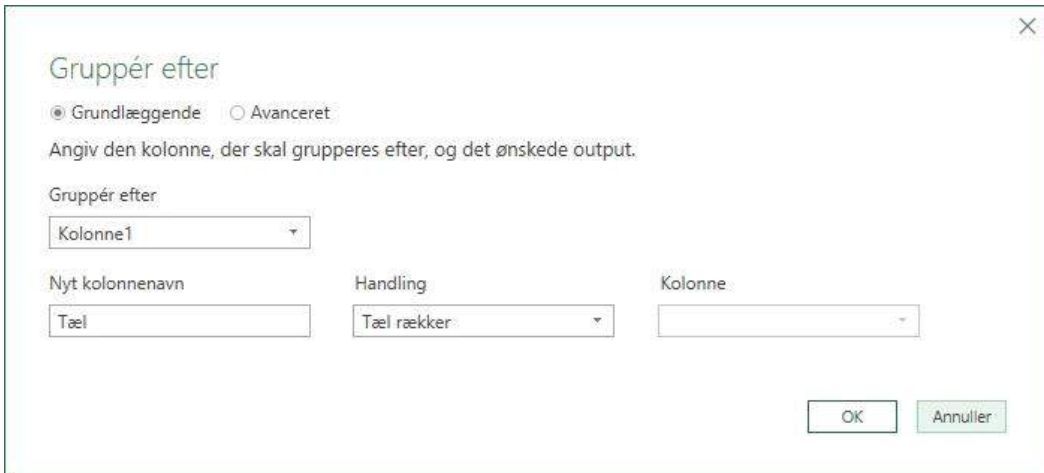 Gruppér efter
Grundlæggende Avanceret
Angiv den kolonne, der skal grupperes efter, og det ønskede output.
Gruppér efter
Kolonne1
Nyt kolonnenavn Handling Kolonne
Tæl Tæl rækker
OK Annuller